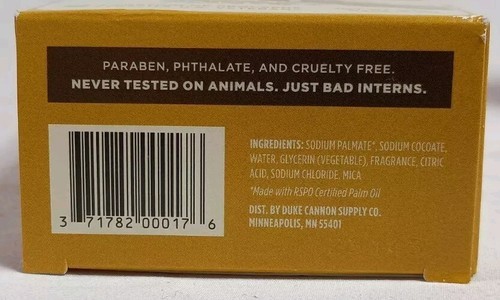 PARABEN, PHTHALATE, AND CRUELTY FREE.
NEVER TESTED ON ANIMALS. JUST BAD INTERNS.
INGREDIENTS: SODIUM PALMATE*, SODIUM COCOATE,
WATER, GLYCERIN (VEGETABLE), FRAGRANCE, CITRIC
ACID, SODIUM CHLORIDE, MICA
*Made with RSPO Certified Palm Oil
DIST. BY DUKE CANNON SUPPLY CO.
MINNEAPOLIS, MN 55401
3 71782 00017 6